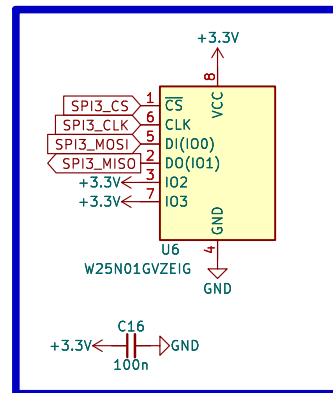 +3.3V
8
VCC
SPI3_CS 1 CS
SPI3_CLK 6 CLK
SPI3_MOSI 5 DI(IO0)
SPI3_MISO 2 DO(IO1)
+3.3V 3 IO2
+3.3V 7 IO3
GND
4
U6
W25N01GVZEIG
GND
C16
+3.3V GND
100n